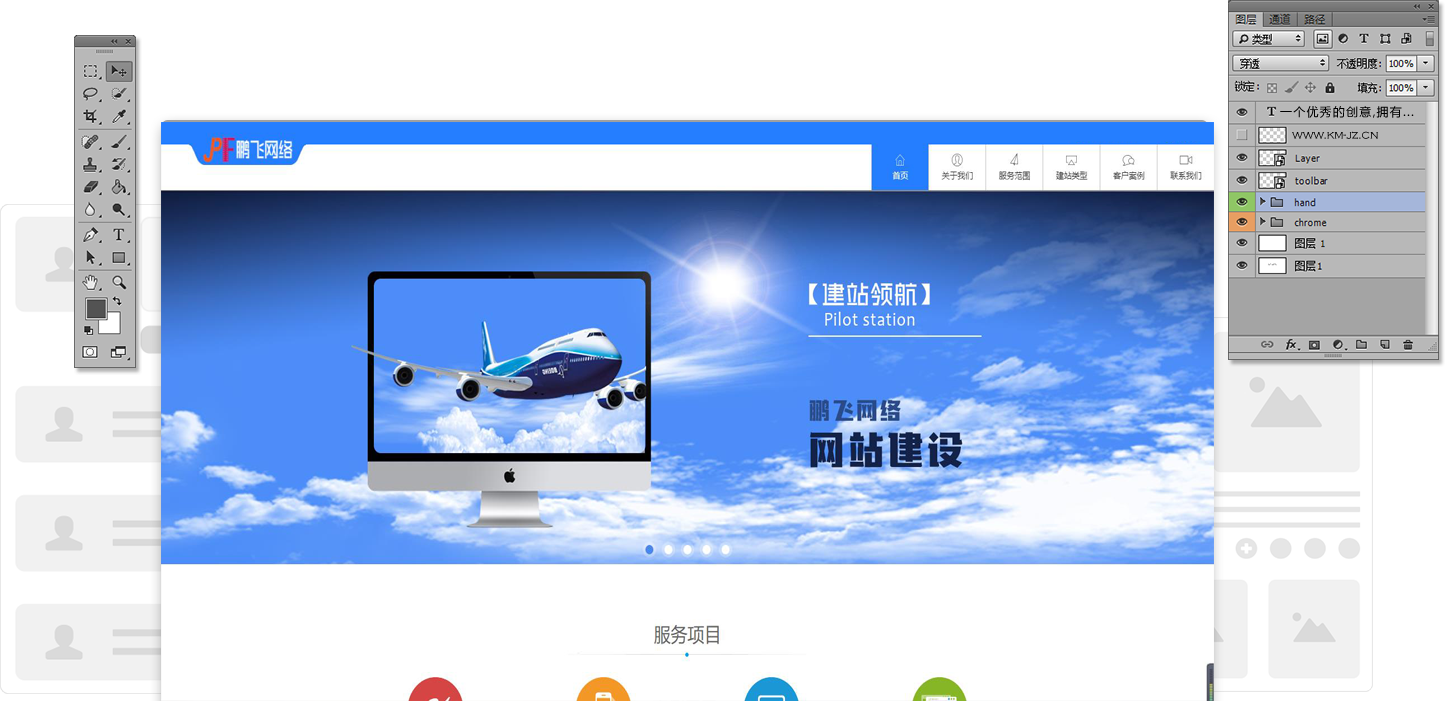 图层 通道 路径
类型
T
穿透 不透明度: 100%
锁定: 填充: 100%
T 一个优秀的创意,拥有...
WWW.KM-JZ.CN
Layer
toolbar
hand
chrome
图层 1
图层1
fx
T
JPF 鹏飞网络
首页 关于我们 服务范围 建站类型 客户案例 联系我们
【建站领航】
Pilot station
鹏飞网络
网站建设
服务项目